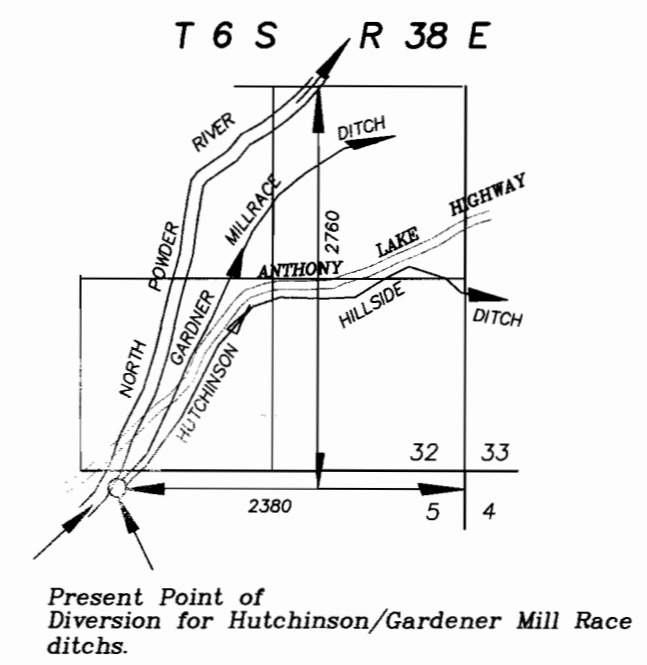 T 6 S R 38 E
RIVER
DITCH
MILLRACE
HIGHWAY
2760
LAKE
POWDER
ANTHONY
GARDNER
HILLSIDE
DITCH
NORTH
HUTCHINSON
32 33
2380
5 4
Present Point of
Diversion for Hutchinson/Gardener Mill Race
ditchs.